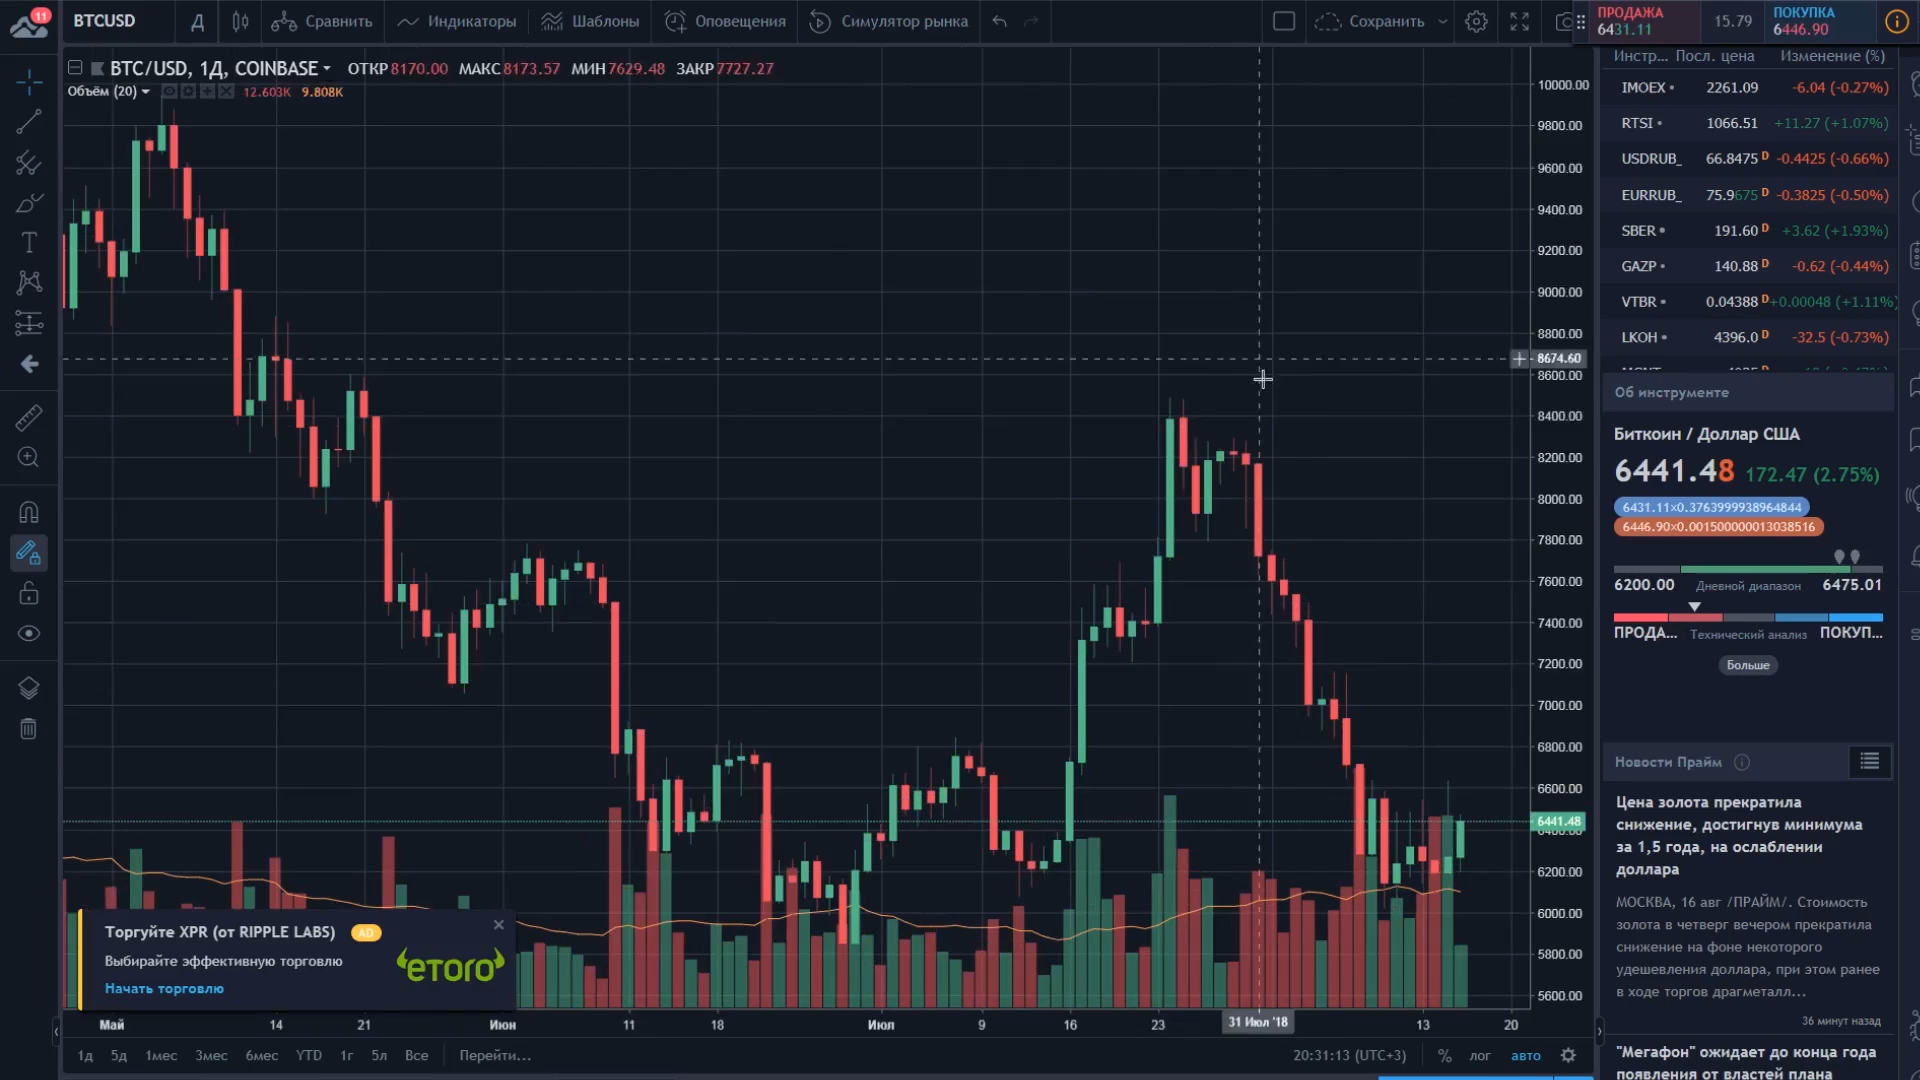 11
BTCUSD
Д
Сравнить
Индикаторы
Шаблоны
Оповещения
Симулятор рынка
Сохранить
ПРОДАЖА
6431.11
15.79
ПОКУПКА
6446.90
BTC/USD, 1Д, COINBASE
ОТКР 8170.00 МАКС 8173.57 МИН 7629.48 ЗАКР 7727.27
Объём (20)
12.603K 9.808K
10000.00
9800.00
9600.00
9400.00
9200.00
9000.00
8800.00
8674.60
8600.00
8400.00
8200.00
8000.00
7800.00
7600.00
7400.00
7200.00
7000.00
6800.00
6600.00
6441.48
6400.00
6200.00
6000.00
5800.00
5600.00
Инстр... Посл. цена Изменение (%)
IMOEX 2261.09 -6.04 (-0.27%)
RTSI 1066.51 +11.27 (+1.07%)
USDRUB_ 66.8475 D -0.4425 (-0.66%)
EURRUB_ 75.9675 D -0.3825 (-0.50%)
SBER 191.60 D +3.62 (+1.93%)
GAZP 140.88 D -0.62 (-0.44%)
VTBR 0.04388 D +0.00048 (+1.11%)
LKOH 4396.0 D -32.5 (-0.73%)
Об инструменте
Биткоин / Доллар США
6441.48 172.47 (2.75%)
6431.11×0.3763999938964844
6446.90×0.001500000013038516
6200.00 Дневной диапазон 6475.01
ПРОДА... Технический анализ ПОКУП...
Больше
Новости Прайм
Цена золота прекратила
снижение, достигнув минимума
за 1,5 года, на ослаблении
доллара
МОСКВА, 16 авг /ПРАЙМ/. Стоимость
золота в четверг вечером прекратила
снижение на фоне некоторого
удешевления доллара, при этом ранее
в ходе торгов драгметалл...
36 минут назад
"Мегафон" ожидает до конца года
появления от властей плана
Торгуйте XPR (от RIPPLE LABS) AD
Выбирайте эффективную торговлю
Начать торговлю
etoro
Май 14 21 Июн 11 18 Июл 9 16 23 31 Июл '18 13 20
1д 5д 1мес 3мес 6мес YTD 1г 5л Все Перейти...
20:31:13 (UTC+3) % лог авто